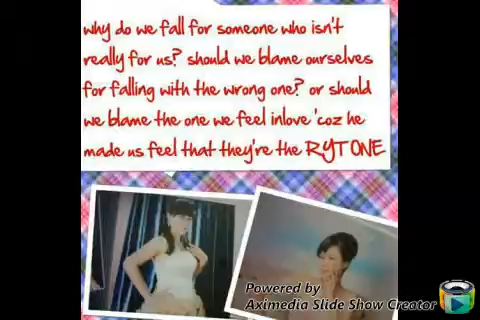 why do we fall for someone who isn't
really for us? should we blame ourselves
for falling with the wrong one? or should
we blame the one we feel inlove 'coz he
made us feel that they're the RYT ONE
Powered by
Aximedia Slide Show Creator